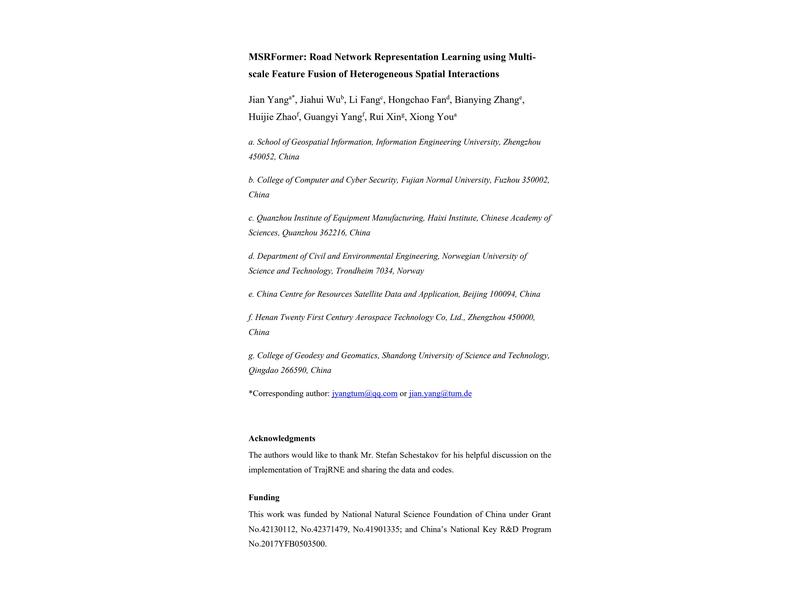 MSRFormer: Road Network Representation Learning using Multi-
scale Feature Fusion of Heterogeneous Spatial Interactions
Jian Yangᵃ*, Jiahui Wuᵇ, Li Fangᶜ, Hongchao Fanᵈ, Bianying Zhangᵉ,
Huijie Zhaoᶠ, Guangyi Yangᶠ, Rui Xinᵍ, Xiong Youᵃ
a. School of Geospatial Information, Information Engineering University, Zhengzhou
450052, China
b. College of Computer and Cyber Security, Fujian Normal University, Fuzhou 350002,
China
c. Quanzhou Institute of Equipment Manufacturing, Haixi Institute, Chinese Academy of
Sciences, Quanzhou 362216, China
d. Department of Civil and Environmental Engineering, Norwegian University of
Science and Technology, Trondheim 7034, Norway
e. China Centre for Resources Satellite Data and Application, Beijing 100094, China
f. Henan Twenty First Century Aerospace Technology Co, Ltd., Zhengzhou 450000,
China
g. College of Geodesy and Geomatics, Shandong University of Science and Technology,
Qingdao 266590, China
*Corresponding author: jyangtum@qq.com or jian.yang@tum.de
Acknowledgments
The authors would like to thank Mr. Stefan Schestakov for his helpful discussion on the
implementation of TrajRNE and sharing the data and codes.
Funding
This work was funded by National Natural Science Foundation of China under Grant
No.42130112, No.42371479, No.41901335; and China's National Key R&D Program
No.2017YFB0503500.